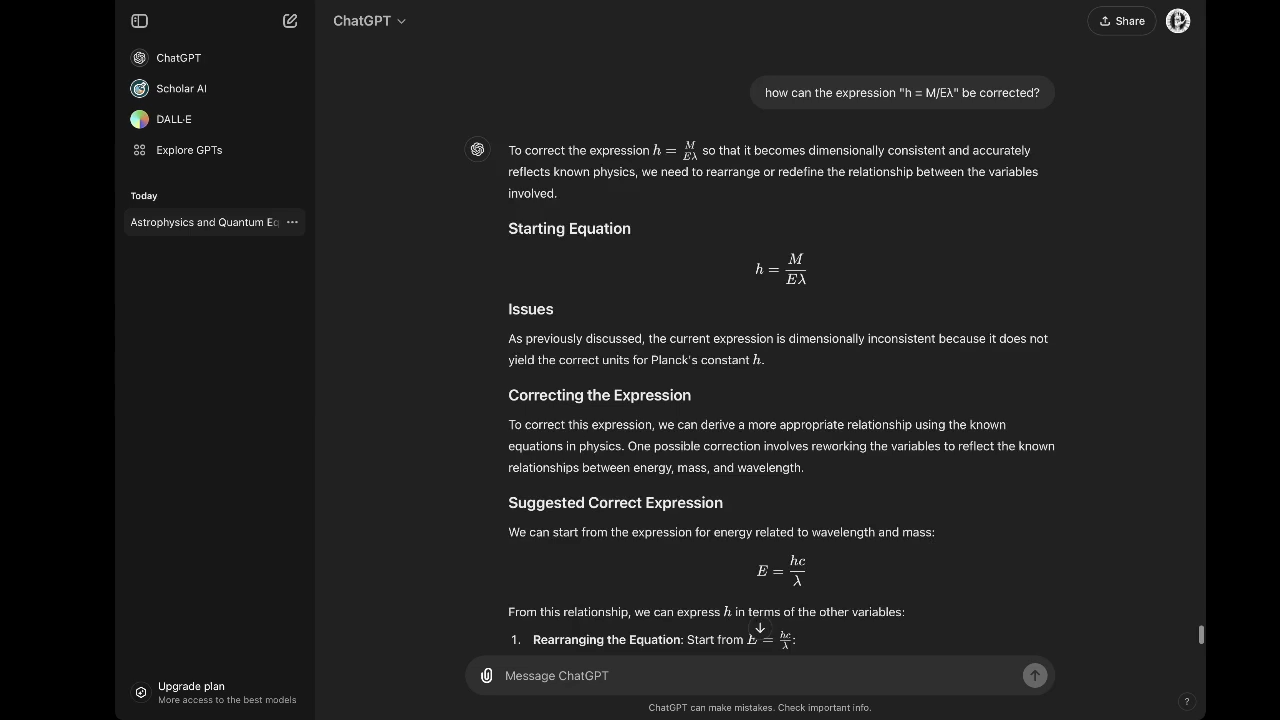 ChatGPT
Share
ChatGPT
Scholar AI
DALL·E
Explore GPTs
Today
Astrophysics and Quantum Eq
how can the expression "h = M/Eλ" be corrected?
To correct the expression h = M/Eλ so that it becomes dimensionally consistent and accurately
reflects known physics, we need to rearrange or redefine the relationship between the variables
involved.
Starting Equation
h = M/Eλ
Issues
As previously discussed, the current expression is dimensionally inconsistent because it does not
yield the correct units for Planck's constant h.
Correcting the Expression
To correct this expression, we can derive a more appropriate relationship using the known
equations in physics. One possible correction involves reworking the variables to reflect the known
relationships between energy, mass, and wavelength.
Suggested Correct Expression
We can start from the expression for energy related to wavelength and mass:
E = hc/λ
From this relationship, we can express h in terms of the other variables:
1. Rearranging the Equation: Start from E = hc/λ:
Upgrade plan
More access to the best models
Message ChatGPT
ChatGPT can make mistakes. Check important info.
?